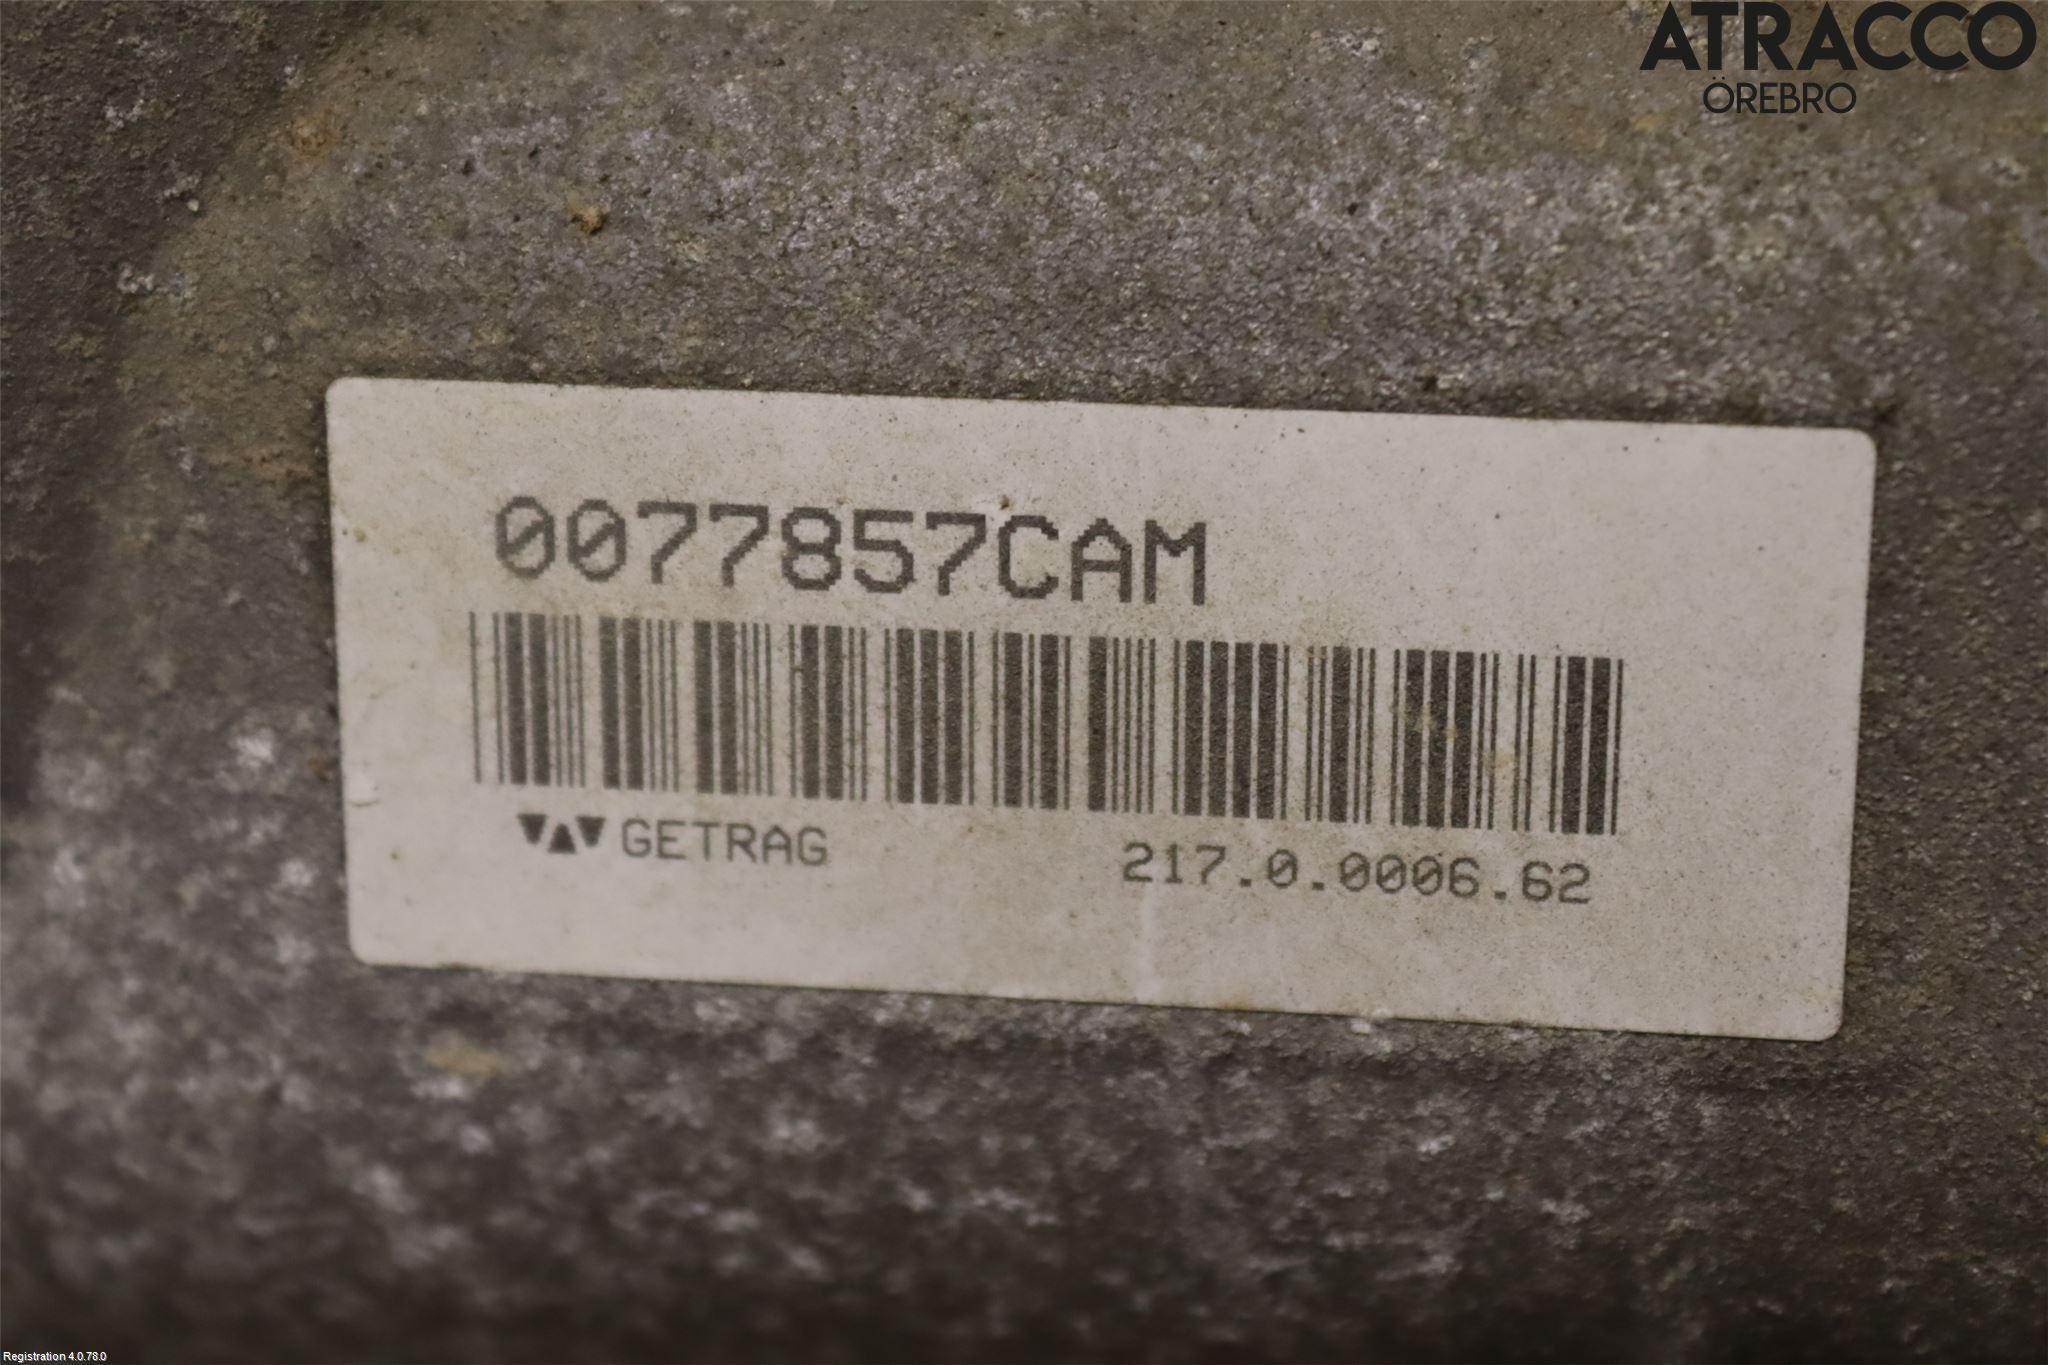 ATRACCO
ÖREBRO
0077857CAM
GETRAG
217.0.0006.62
Registration 4.0.78.0